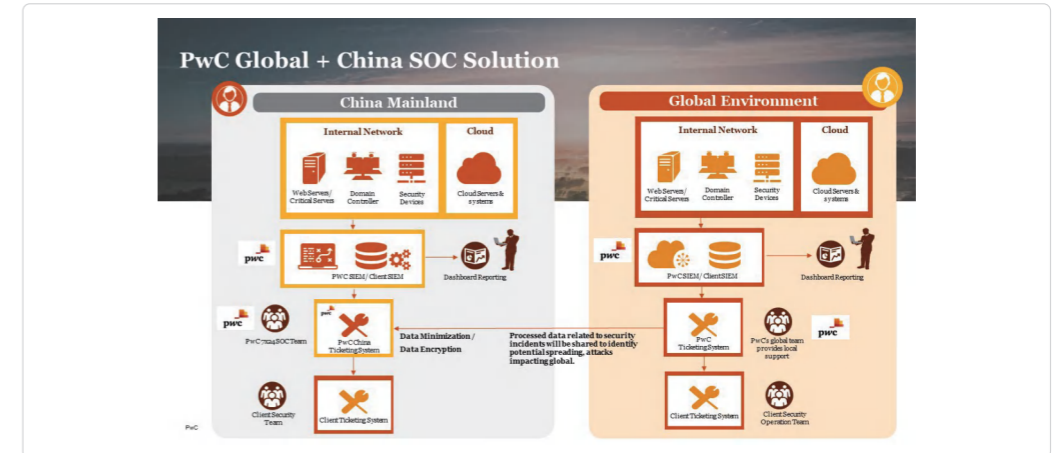 PwC Global + China SOC Solution
China Mainland
Internal Network
Cloud
Web Servers/
Critical Servers
Domain
Controller
Security
Devices
Cloud Servers &
systems
pwc
PWC SIEM/ Client SIEM
Dashboard Reporting
pwc
PwC 7x24 SOC Team
pwc
PwC China
Ticketing System
Data Minimization /
Data Encryption
Client Security
Team
Client Ticketing System
Global Environment
Internal Network
Cloud
Web Servers/
Critical Servers
Domain
Controller
Security
Devices
Cloud Servers &
systems
pwc
PwC SIEM/ Client SIEM
Dashboard Reporting
Processed data related to security
incidents will be shared to identify
potential spreading, attacks
impacting global.
PwC
Ticketing System
PwC's global team
provides local
support
pwc
Client Ticketing System
Client Security
Operation Team
PwC